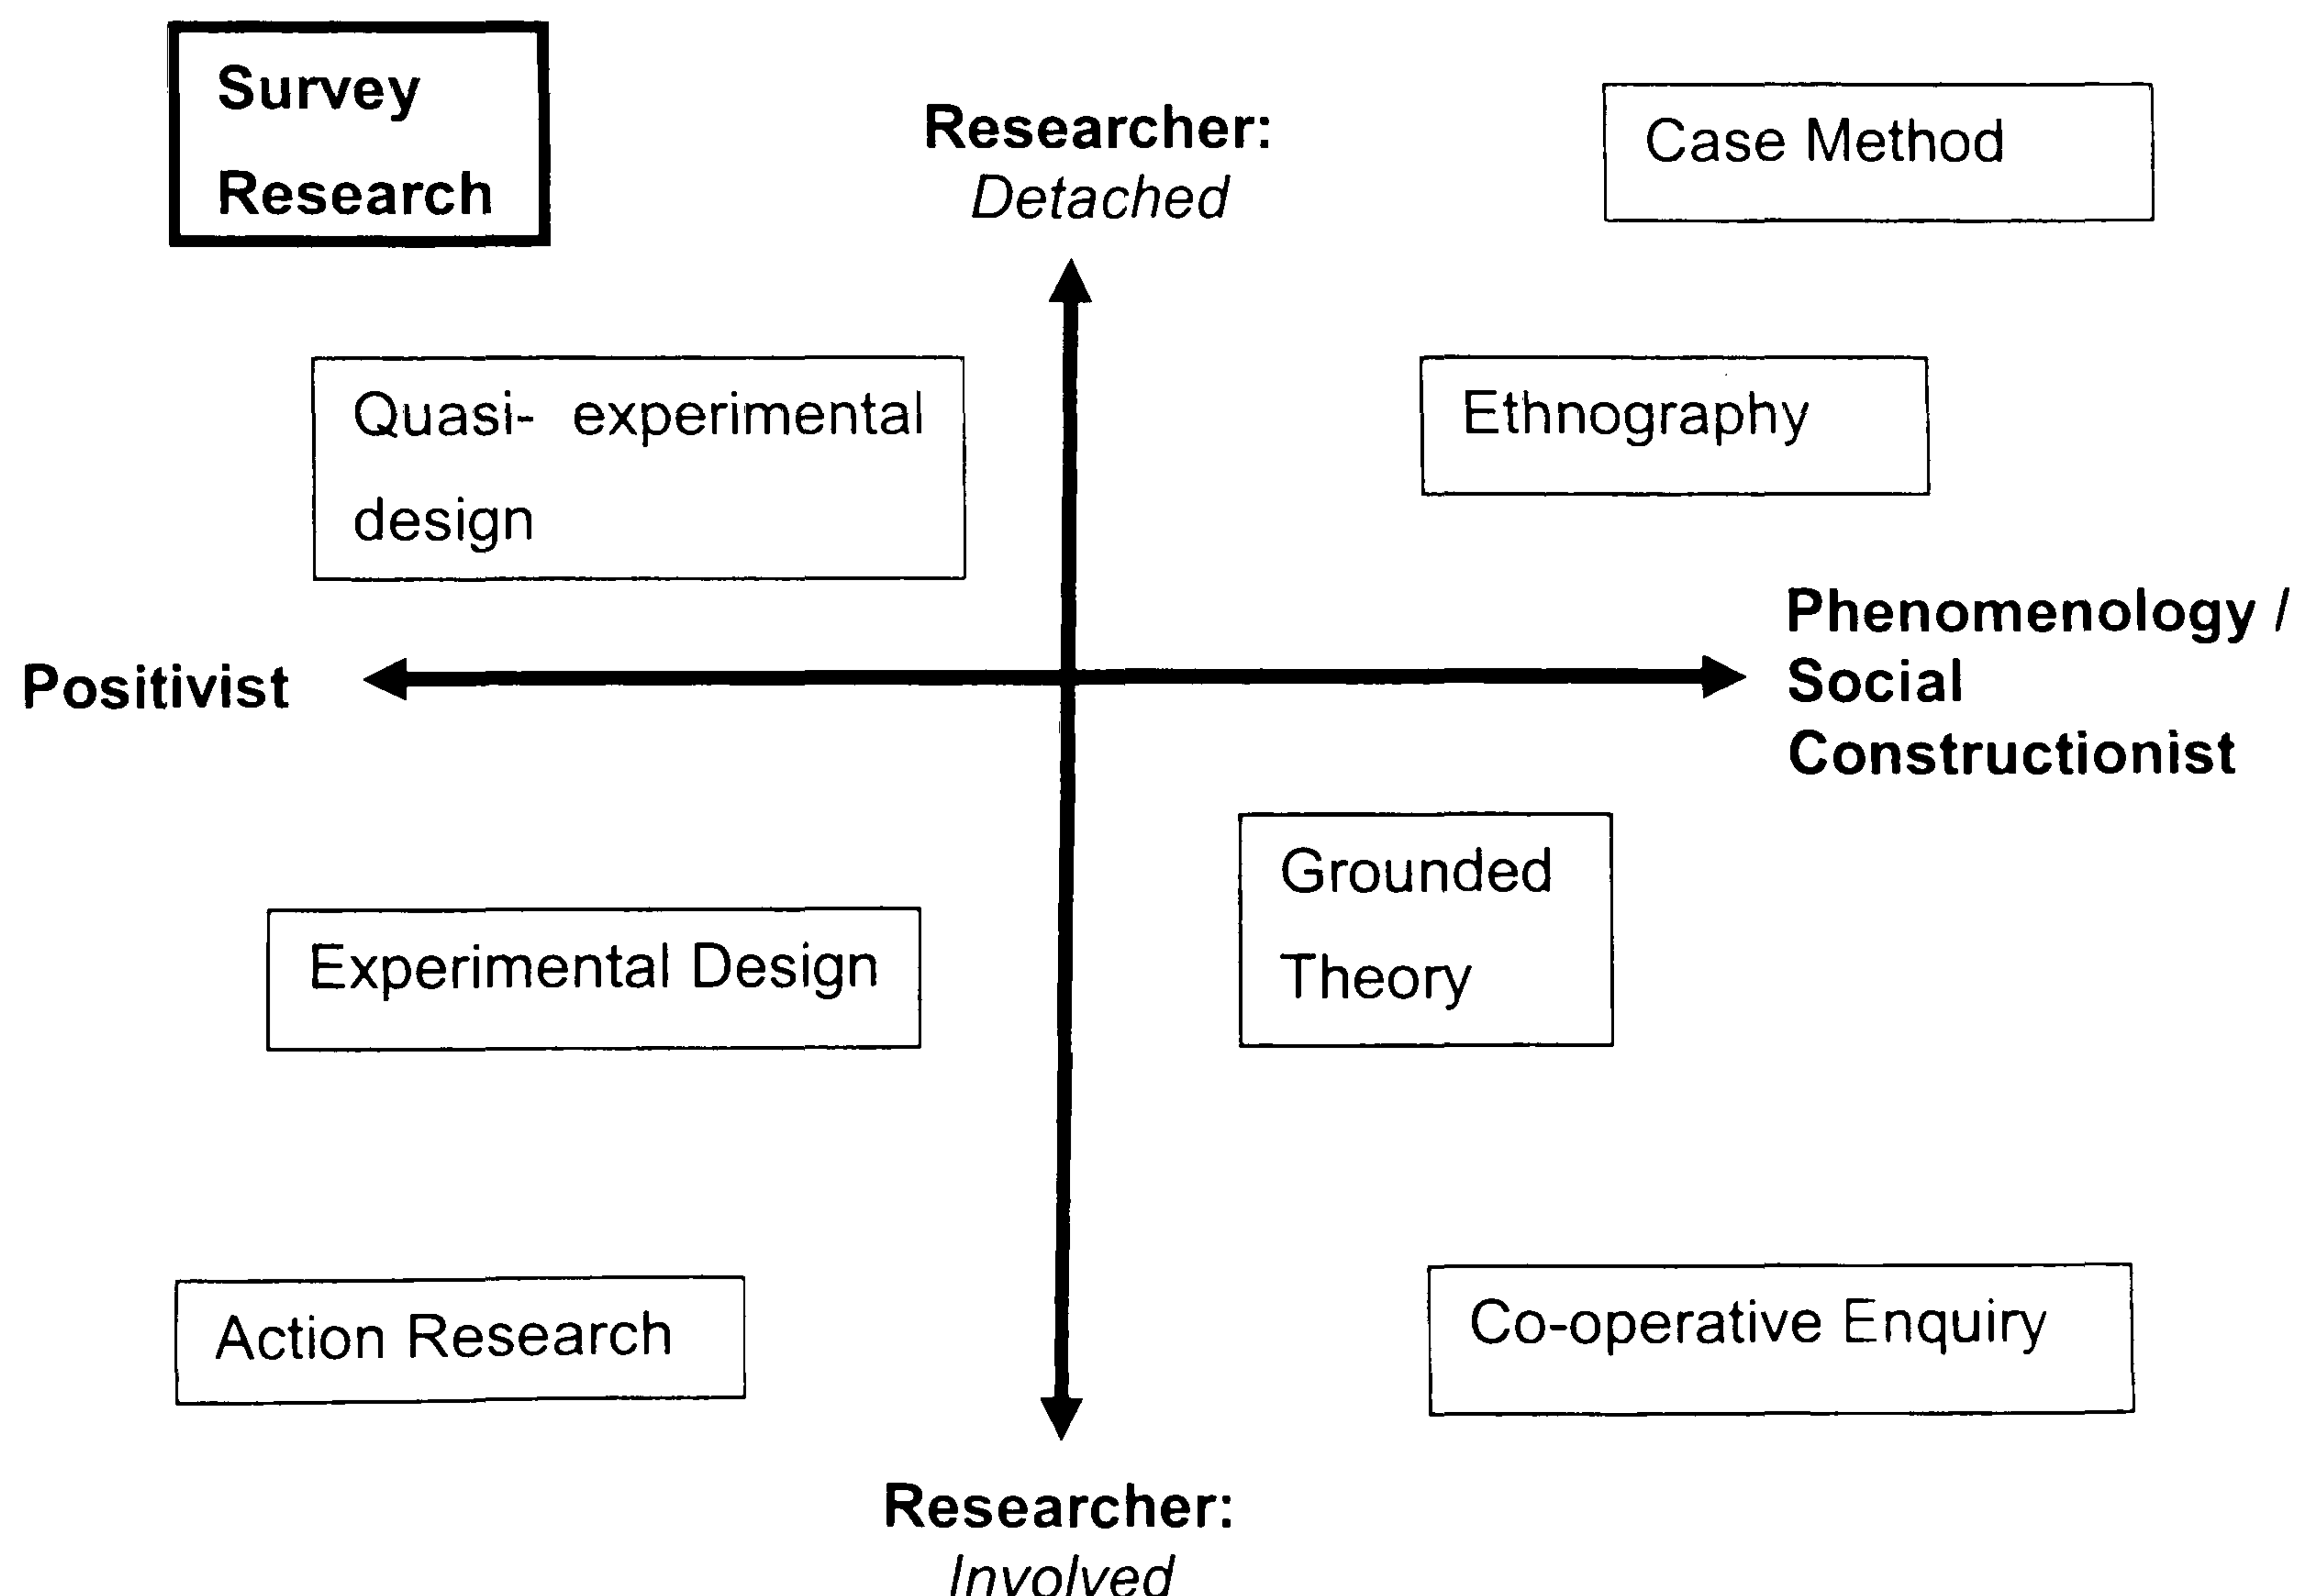 Survey
Research
Researcher:
Detached
Case Method
Quasi- experimental
design
Ethnography
Positivist
Phenomenology /
Social
Constructionist
Grounded
Theory
Experimental Design
Action Research
Co-operative Enquiry
Researcher:
Involved